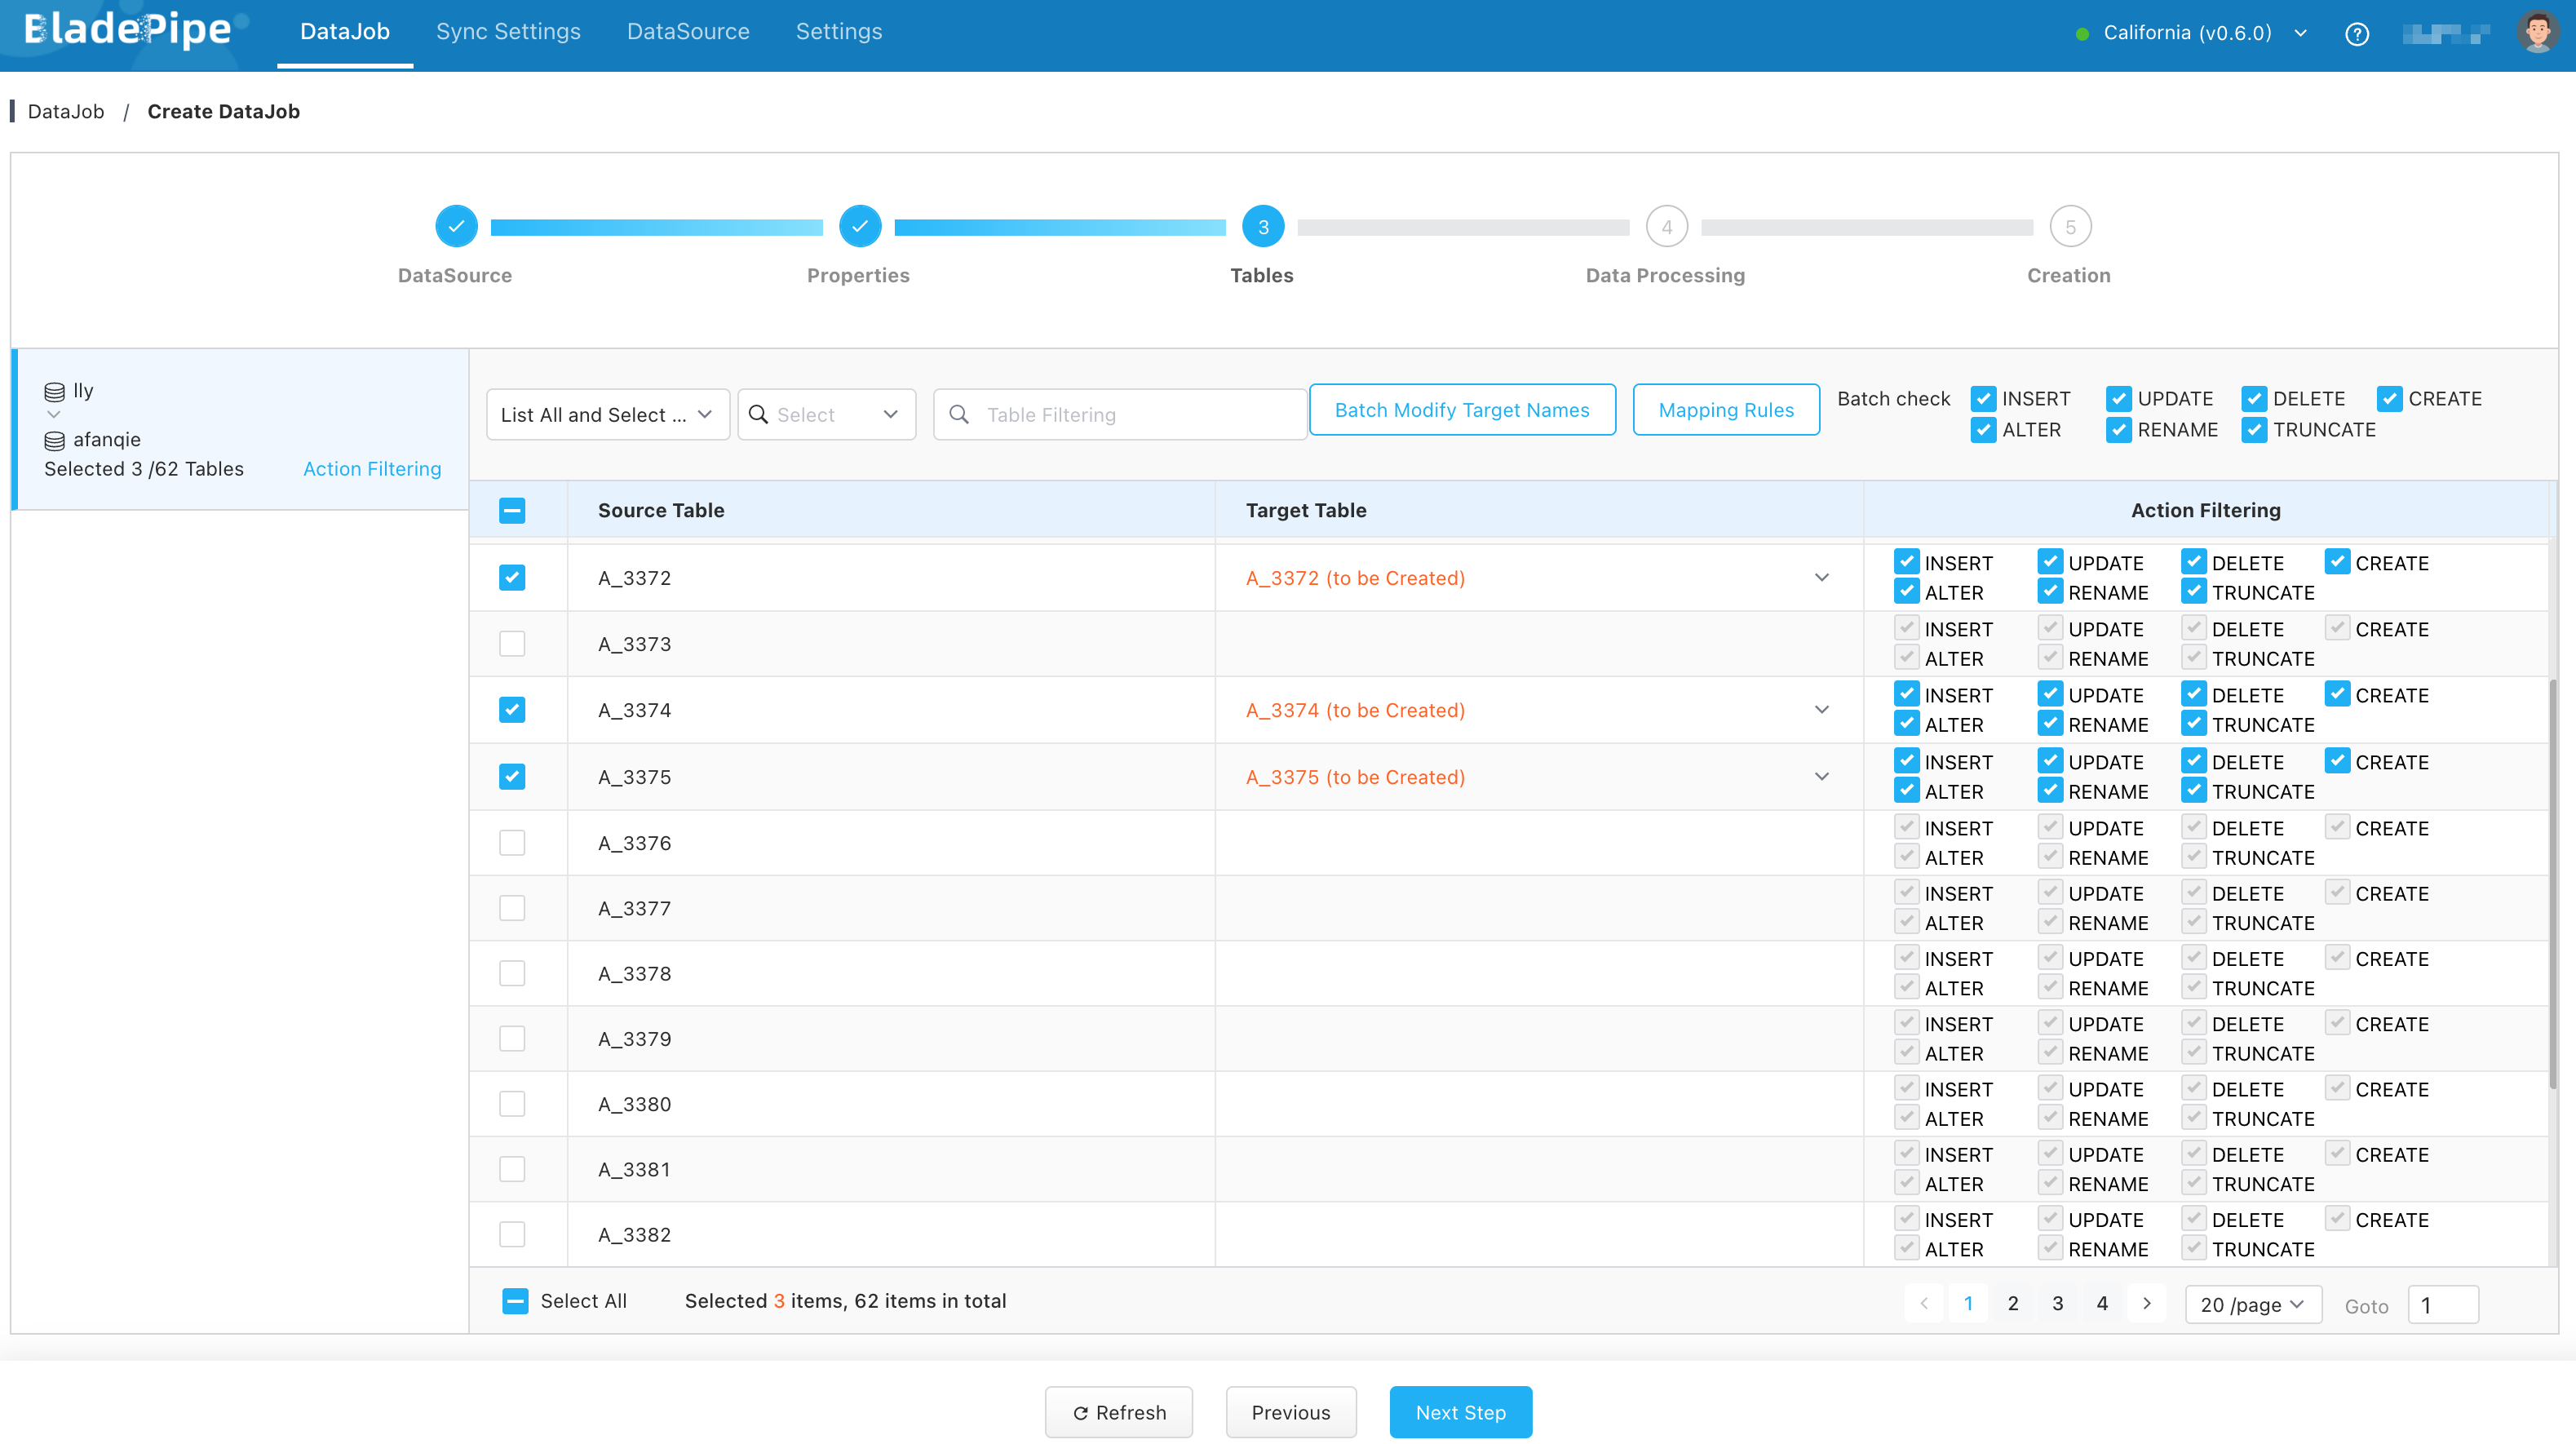 BladePipe DataJob Sync Settings DataSource Settings California (v0.6.0)
DataJob / Create DataJob
3 4 5
DataSource Properties Tables Data Processing Creation
lly
afanqie
Selected 3 /62 Tables Action Filtering
List All and Select ... Select Table Filtering Batch Modify Target Names Mapping Rules Batch check INSERT UPDATE DELETE CREATE
ALTER RENAME TRUNCATE
Source Table Target Table Action Filtering
A_3372 A_3372 (to be Created) INSERT UPDATE DELETE CREATE
ALTER RENAME TRUNCATE
A_3373 INSERT UPDATE DELETE CREATE
ALTER RENAME TRUNCATE
A_3374 A_3374 (to be Created) INSERT UPDATE DELETE CREATE
ALTER RENAME TRUNCATE
A_3375 A_3375 (to be Created) INSERT UPDATE DELETE CREATE
ALTER RENAME TRUNCATE
A_3376 INSERT UPDATE DELETE CREATE
ALTER RENAME TRUNCATE
A_3377 INSERT UPDATE DELETE CREATE
ALTER RENAME TRUNCATE
A_3378 INSERT UPDATE DELETE CREATE
ALTER RENAME TRUNCATE
A_3379 INSERT UPDATE DELETE CREATE
ALTER RENAME TRUNCATE
A_3380 INSERT UPDATE DELETE CREATE
ALTER RENAME TRUNCATE
A_3381 INSERT UPDATE DELETE CREATE
ALTER RENAME TRUNCATE
A_3382 INSERT UPDATE DELETE CREATE
ALTER RENAME TRUNCATE
Select All Selected 3 items, 62 items in total 1 2 3 4 20 /page Goto 1
Refresh Previous Next Step